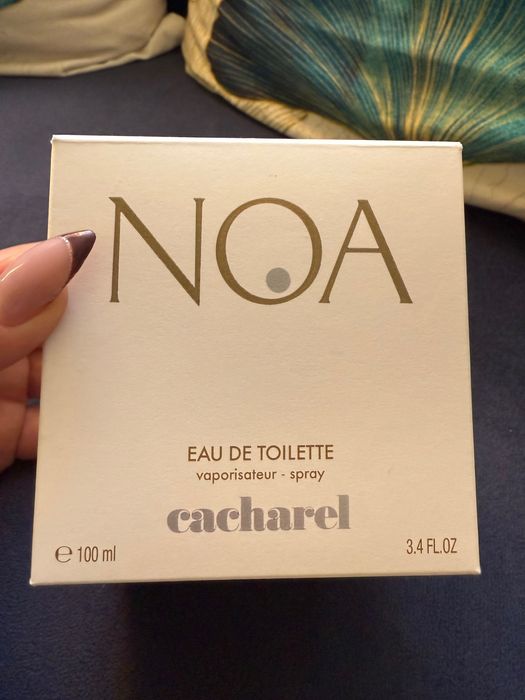 NOA
EAU DE TOILETTE
vaporisateur - spray
cacharel
℮ 100 ml
3.4 FL.OZ